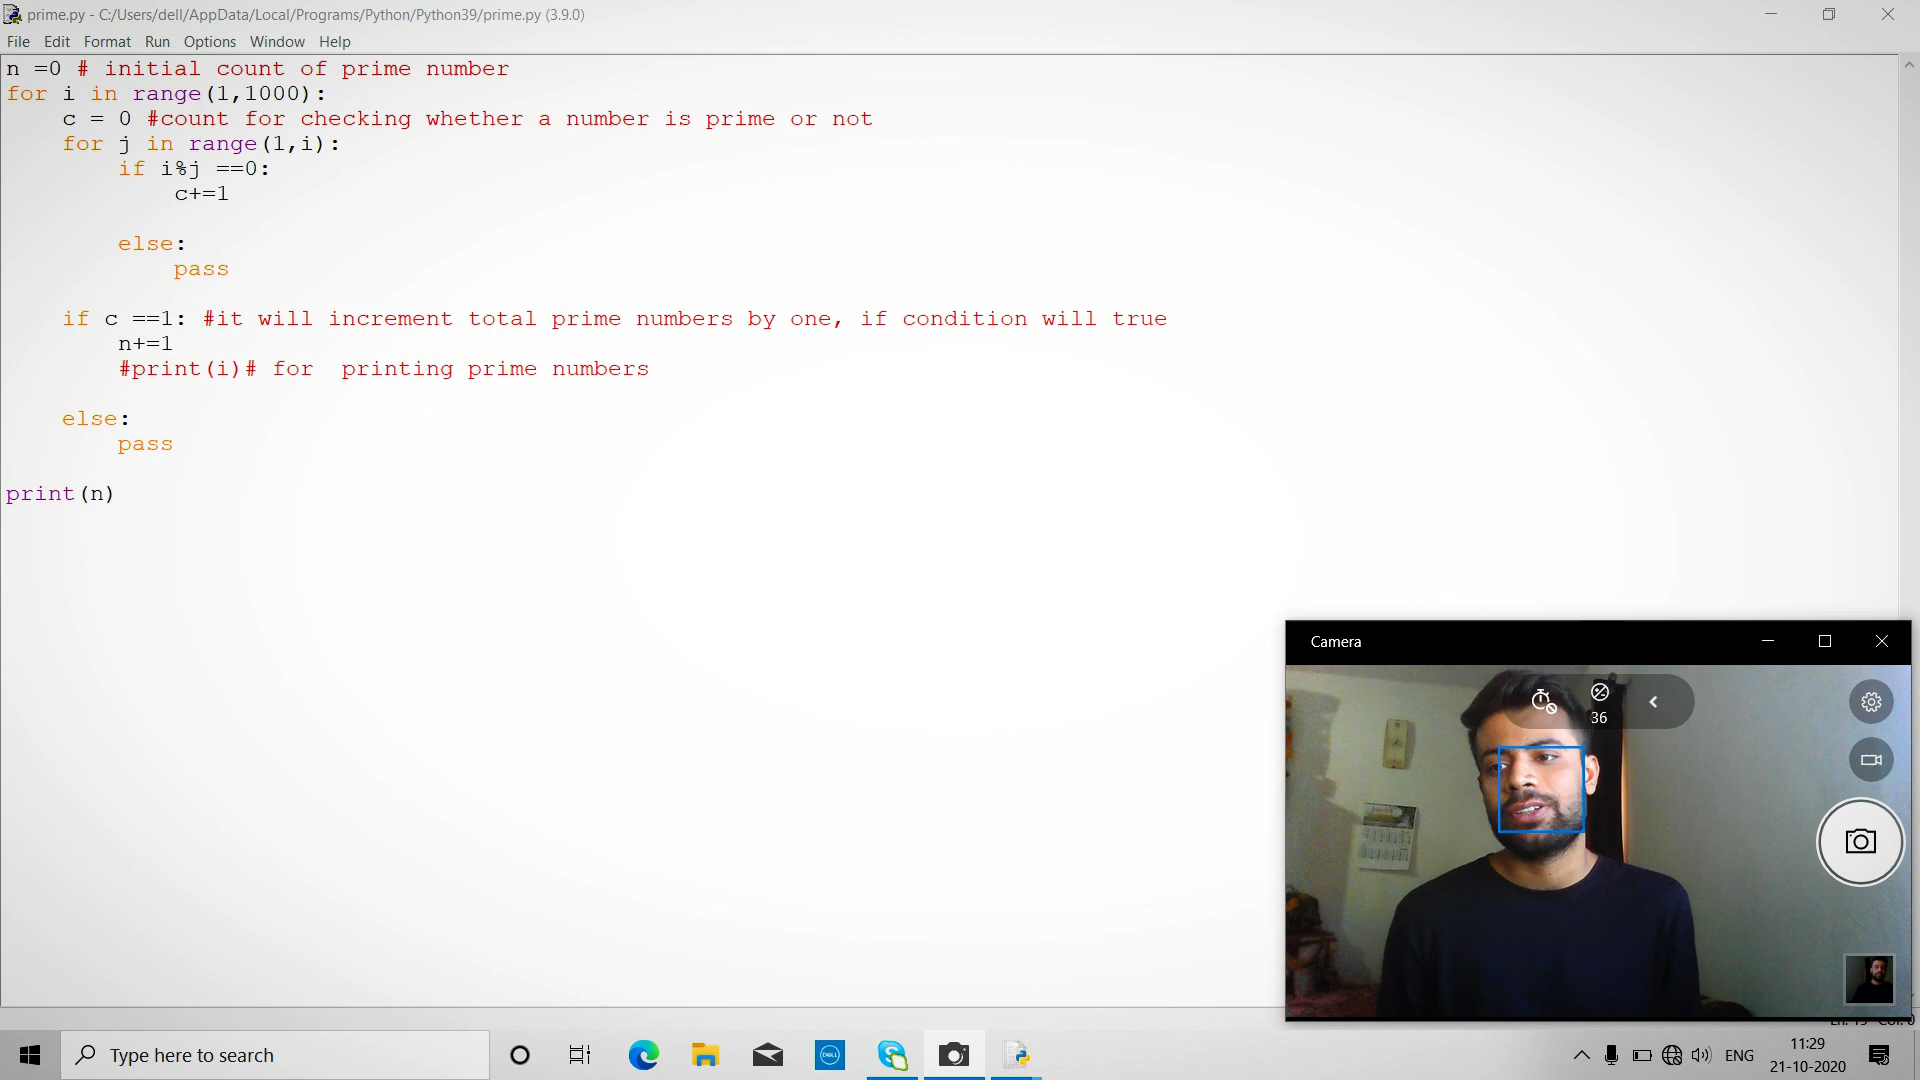 prime.py - C:/Users/dell/AppData/Local/Programs/Python/Python39/prime.py (3.9.0)
File Edit Format Run Options Window Help
n =0 # initial count of prime number
for i in range(1,1000):
    c = 0 #count for checking whether a number is prime or not
    for j in range(1,i):
        if i%j ==0:
            c+=1
        else:
            pass
    if c ==1: #it will increment total prime numbers by one, if condition will true
        n+=1
        #print(i)# for  printing prime numbers
    else:
        pass
print(n)
Camera
36
Type here to search
DELL
ENG
11:29
21-10-2020